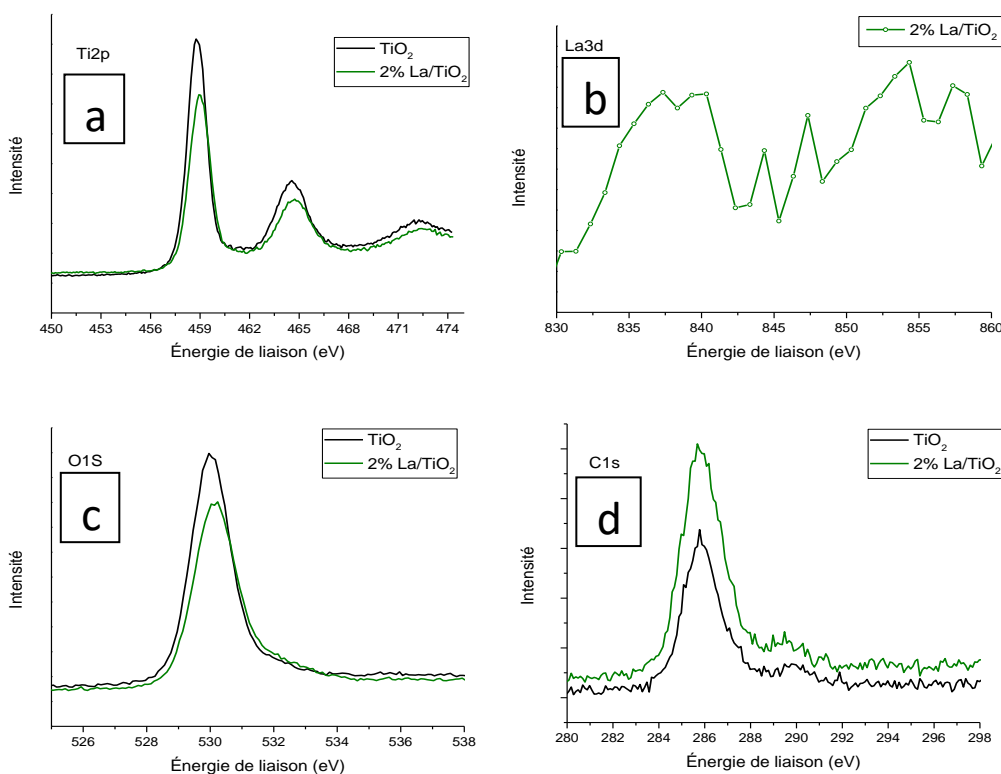 Ti2p
a
TiO₂
2% La/TiO₂
Intensité
450 453 456 459 462 465 468 471 474
Énergie de liaison (eV)
La3d
b
2% La/TiO₂
Intensité
830 835 840 845 850 855 860
Énergie de liaison (eV)
O1S
c
TiO₂
2% La/TiO₂
Intensité
526 528 530 532 534 536 538
Énergie de liaison (eV)
C1s
d
TiO₂
2% La/TiO₂
Intensité
280 282 284 286 288 290 292 294 296 298
Énergie de liaison (eV)